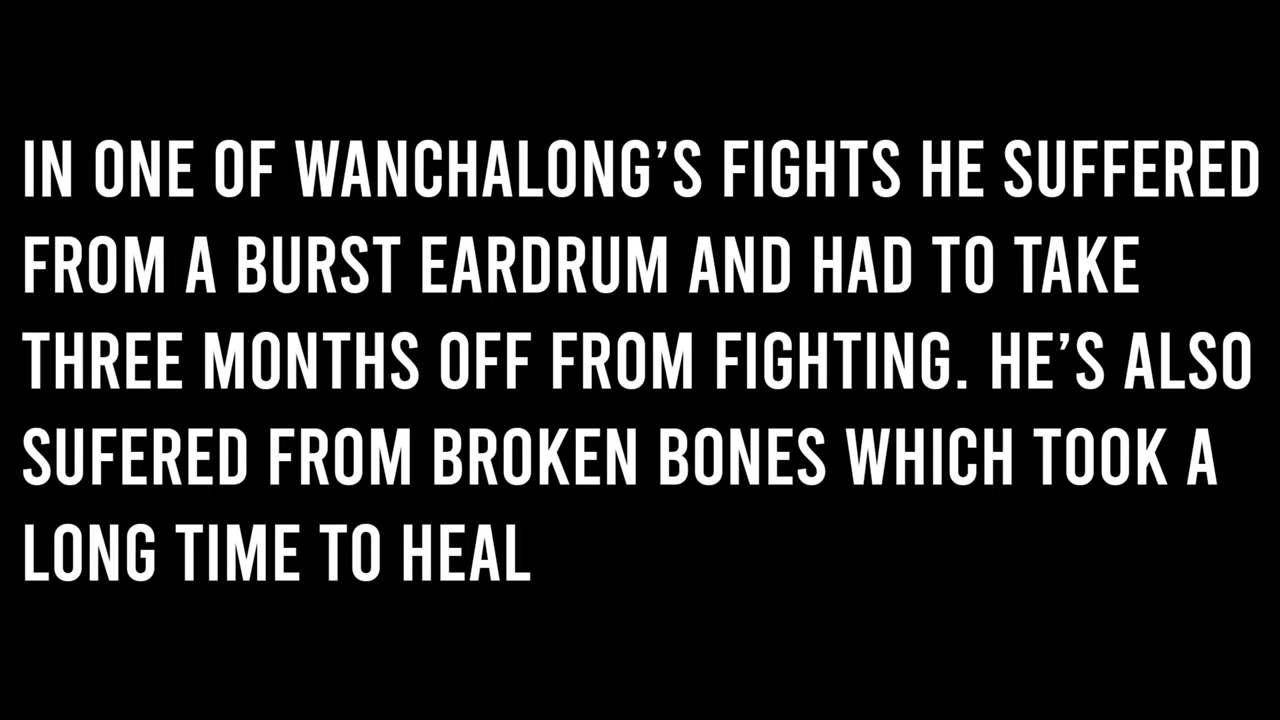 IN ONE OF WANCHALONG’S FIGHTS HE SUFFERED
FROM A BURST EARDRUM AND HAD TO TAKE
THREE MONTHS OFF FROM FIGHTING. HE’S ALSO
SUFERED FROM BROKEN BONES WHICH TOOK A
LONG TIME TO HEAL